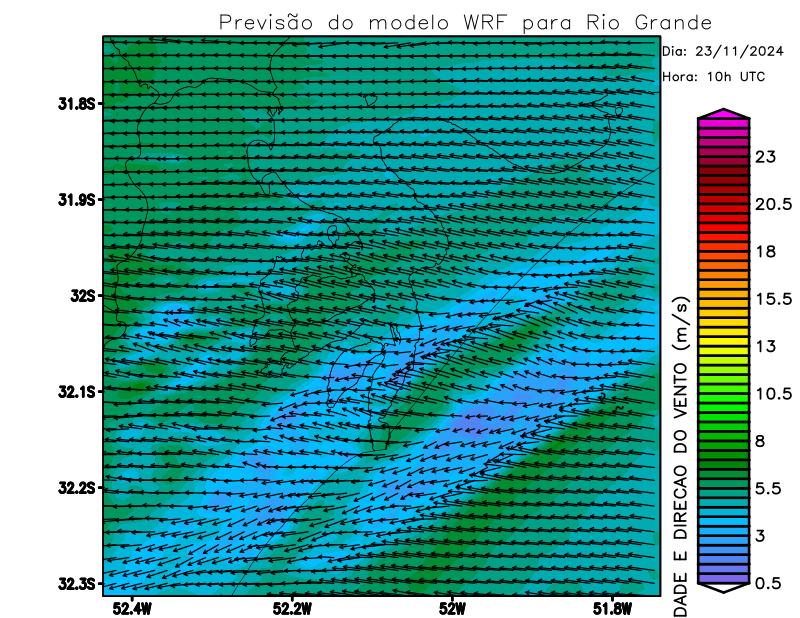 Previsão do modelo WRF para Rio Grande
Dia: 23/11/2024
Hora: 10h UTC
31.8S
31.9S
32S
32.1S
32.2S
32.3S
52.4W
52.2W
52W
51.8W
23
20.5
18
15.5
13
10.5
8
5.5
3
0.5
DADE E DIRECAO DO VENTO (m/s)